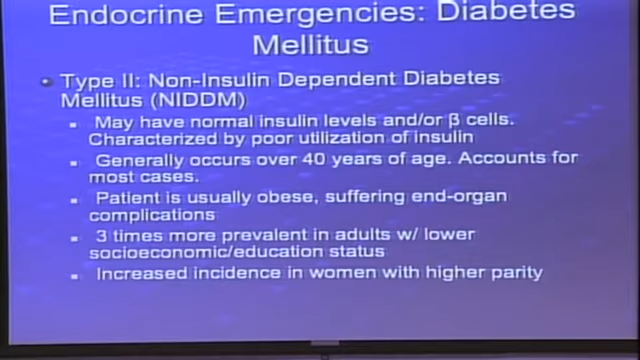 Endocrine Emergencies: Diabetes
Mellitus
Type II: Non-Insulin Dependent Diabetes
Mellitus (NIDDM)
May have normal insulin levels and/or β cells.
Characterized by poor utilization of insulin
Generally occurs over 40 years of age. Accounts for
most cases.
Patient is usually obese, suffering end-organ
complications
3 times more prevalent in adults w/ lower
socioeconomic/education status
Increased incidence in women with higher parity